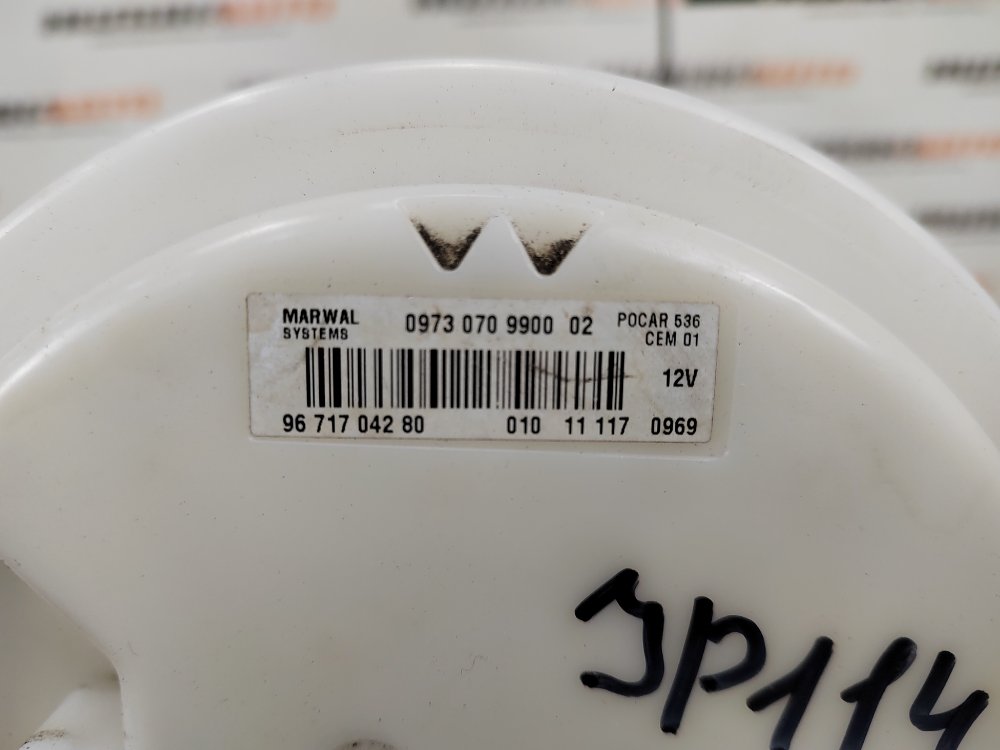 MARWAL
SYSTEMS
0973 070 9900 02
POCAR 536
CEM 01
12V
96 717 042 80
010 11 117 0969
JP114